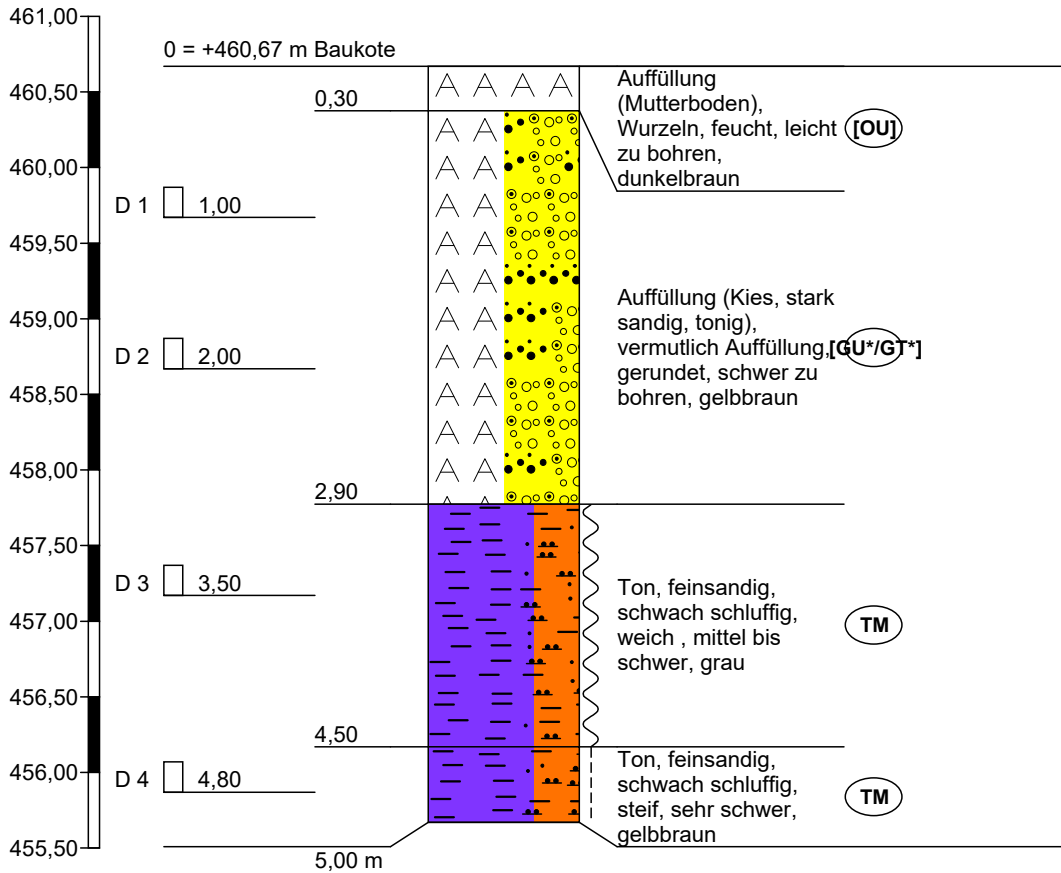 461,00
0 = +460,67 m Baukote
460,50
0,30
Auffüllung
(Mutterboden),
Wurzeln, feucht, leicht
zu bohren,
dunkelbraun
[OU]
460,00
D 1 1,00
459,50
459,00
Auffüllung (Kies, stark
sandig, tonig),
vermutlich Auffüllung,
gerundet, schwer zu
bohren, gelbbraun
[GU*/GT*]
D 2 2,00
458,50
458,00
2,90
457,50
D 3 3,50
457,00
Ton, feinsandig,
schwach schluffig,
weich , mittel bis
schwer, grau
TM
456,50
4,50
456,00
D 4 4,80
Ton, feinsandig,
schwach schluffig,
steif, sehr schwer,
gelbbraun
TM
455,50
5,00 m